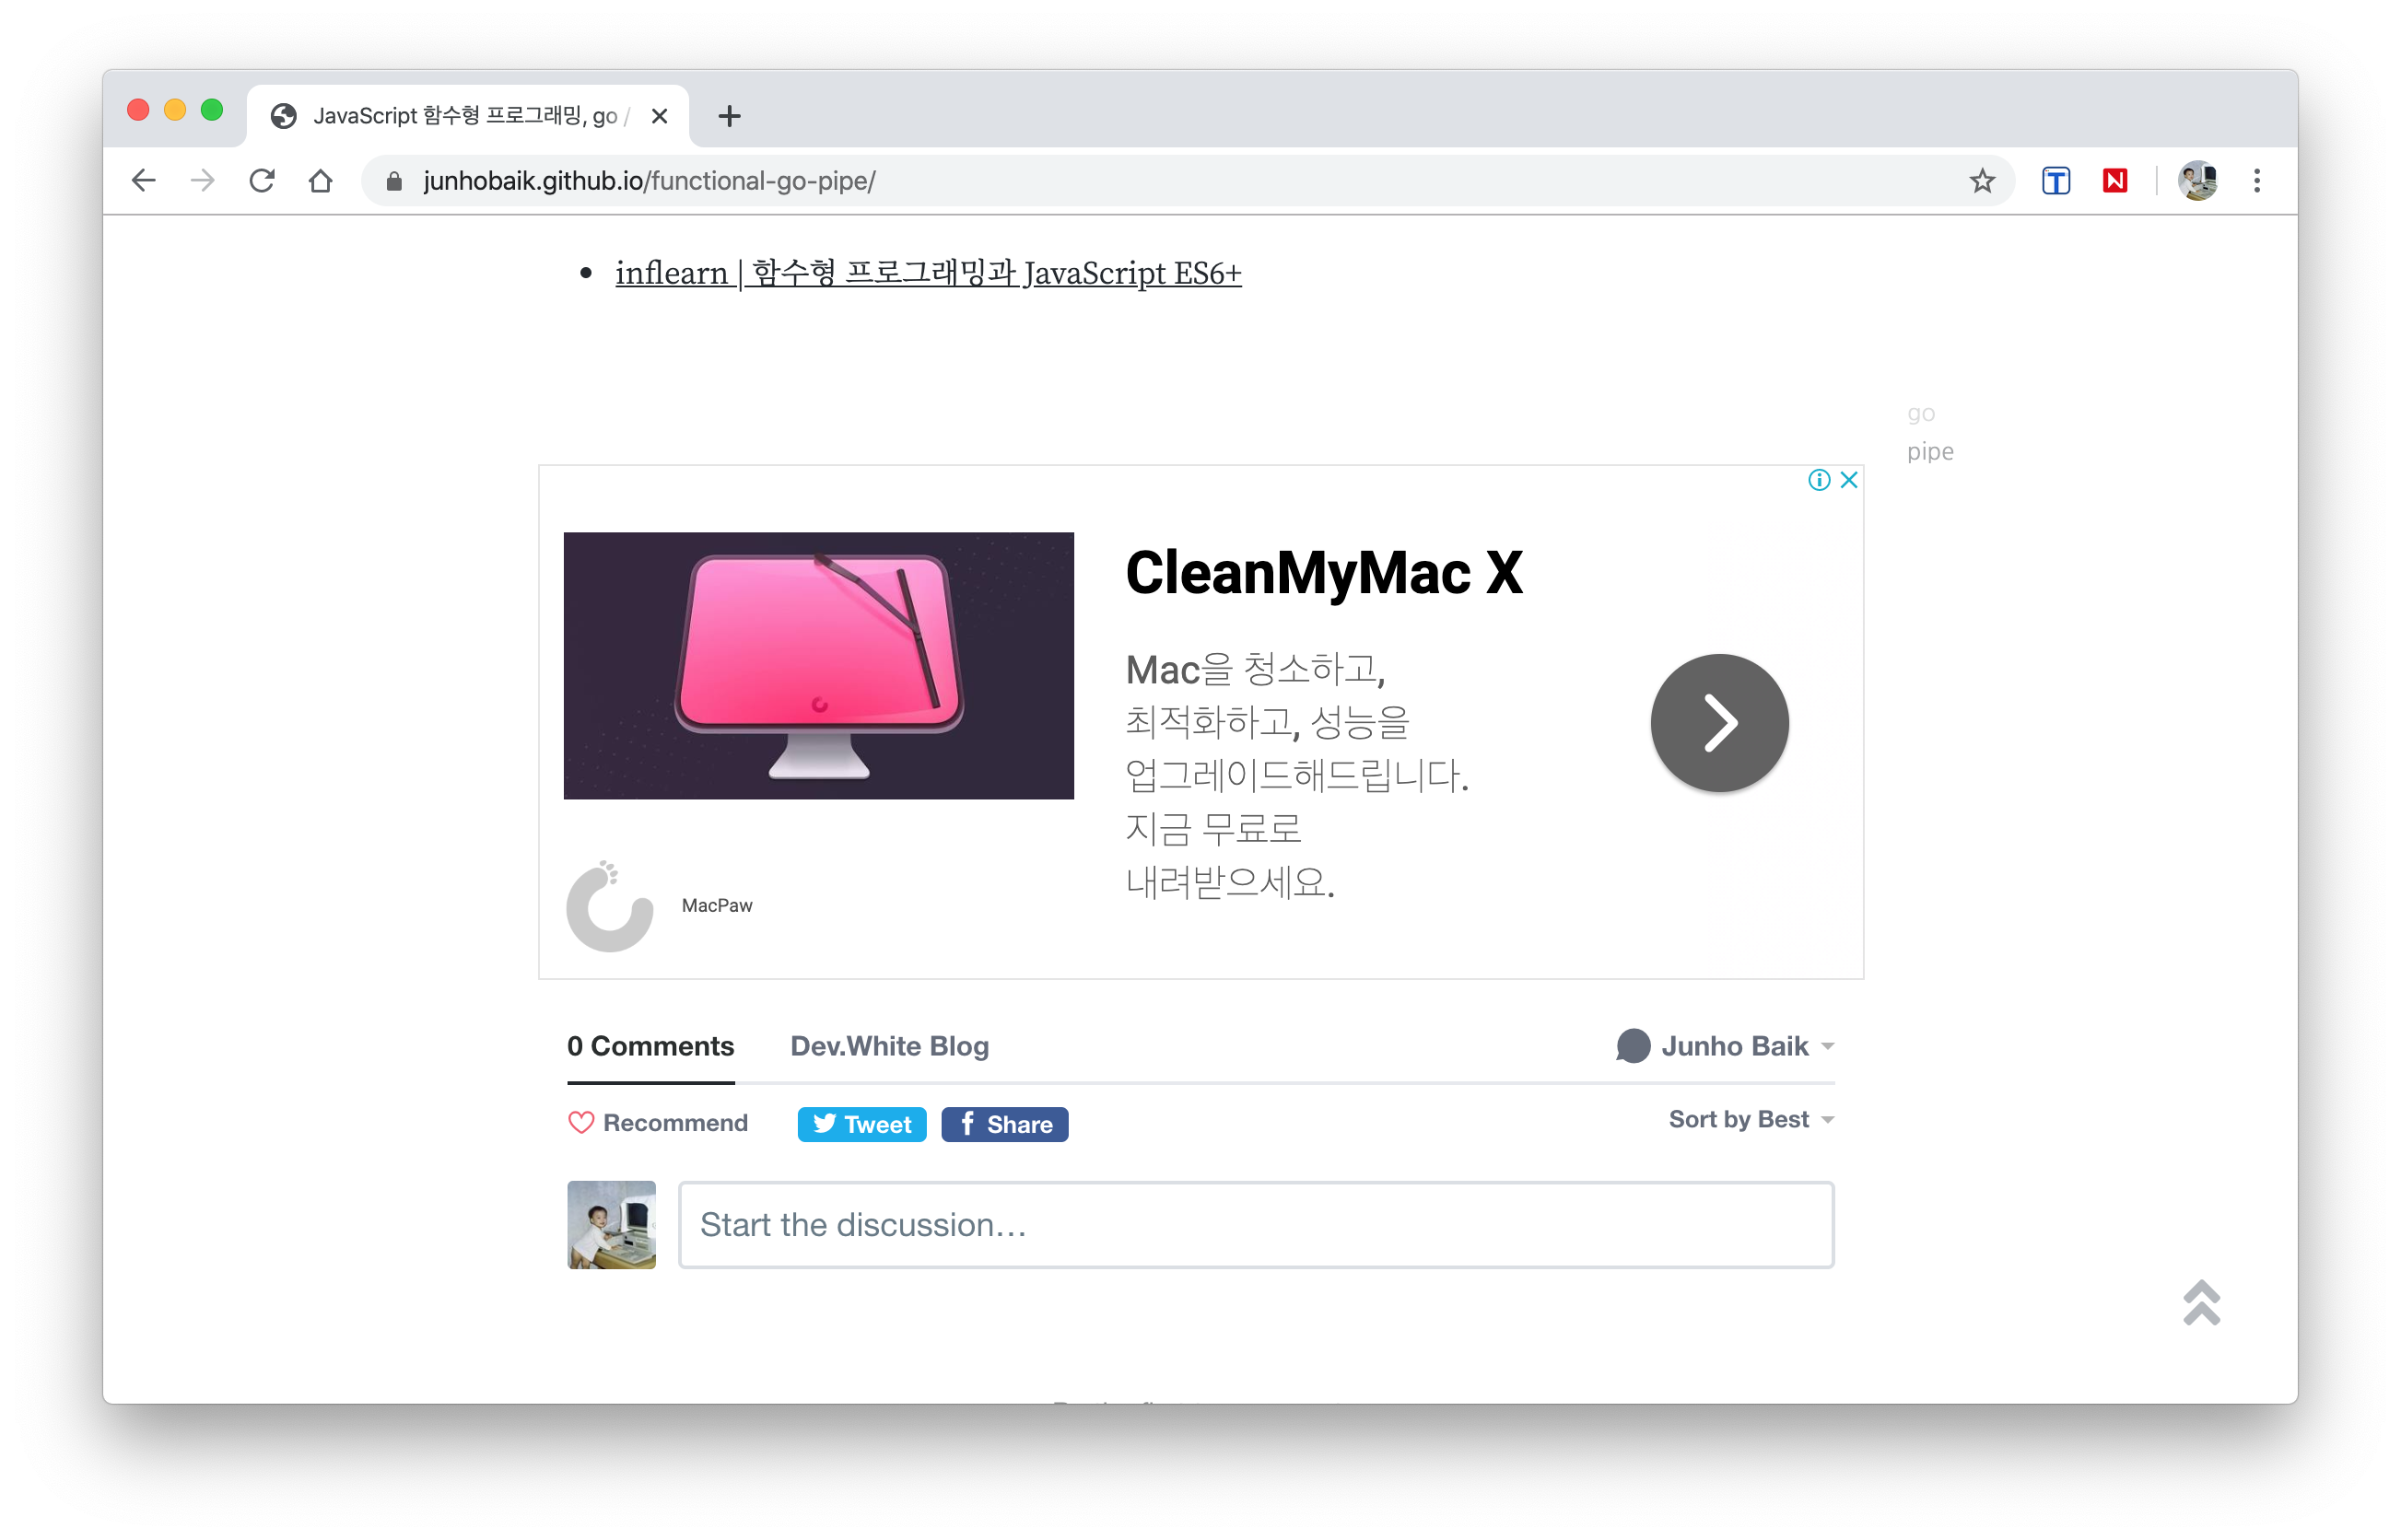 JavaScript 함수형 프로그래밍, go /
junhobaik.github.io/functional-go-pipe/
inflearn | 함수형 프로그래밍과 JavaScript ES6+
go
pipe
CleanMyMac X
Mac을 청소하고,
최적화하고, 성능을
업그레이드해드립니다.
지금 무료로
내려받으세요.
MacPaw
0 Comments
Dev.White Blog
Junho Baik
Recommend
Tweet
Share
Sort by Best
Start the discussion…